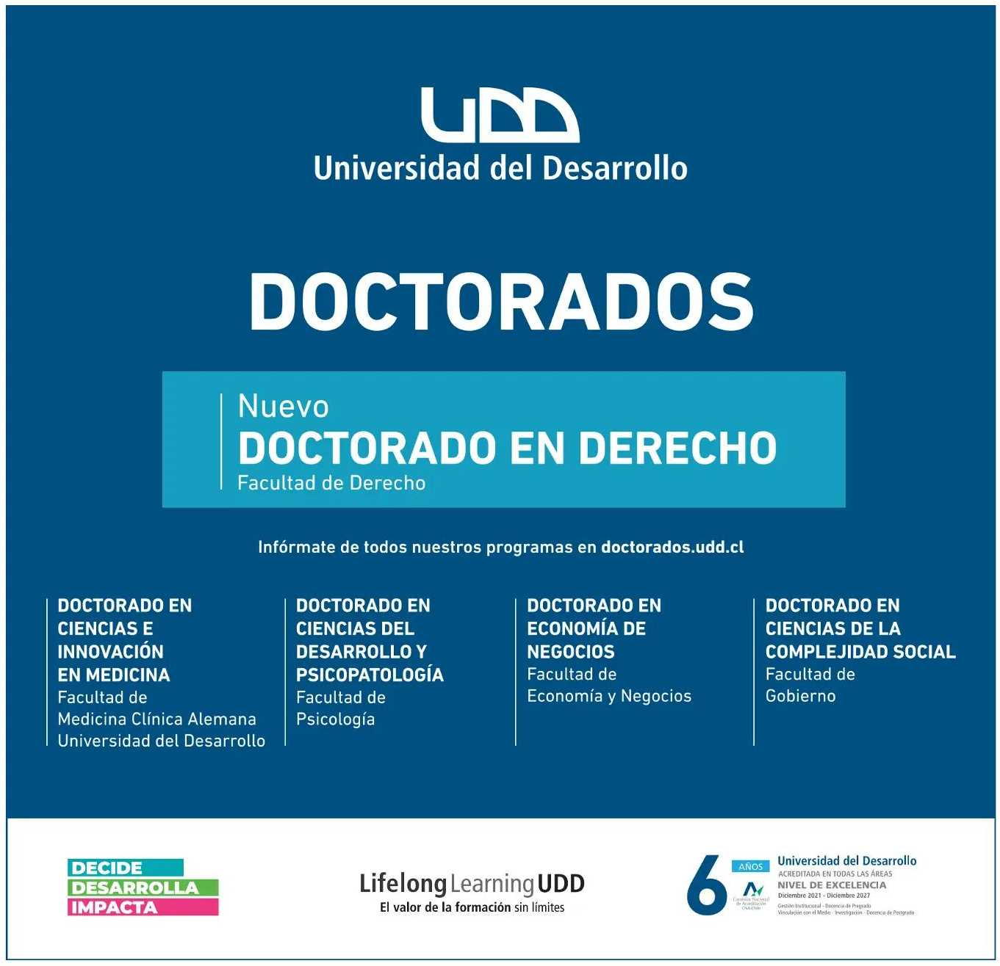 UDD
Universidad del Desarrollo
DOCTORADOS
Nuevo
DOCTORADO EN DERECHO
Facultad de Derecho
Infórmate de todos nuestros programas en doctorados.udd.cl
DOCTORADO EN
CIENCIAS E
INNOVACIÓN
EN MEDICINA
Facultad de
Medicina Clínica Alemana
Universidad del Desarrollo
DOCTORADO EN
CIENCIAS DEL
DESARROLLO Y
PSICOPATOLOGÍA
Facultad de
Psicología
DOCTORADO EN
ECONOMÍA DE
NEGOCIOS
Facultad de
Economía y Negocios
DOCTORADO EN
CIENCIAS DE LA
COMPLEJIDAD SOCIAL
Facultad de
Gobierno
DECIDE
DESARROLLA
IMPACTA
LifelongLearningUDD
El valor de la formación sin límites
6
AÑOS
Comisión Nacional
de Acreditación
CNA-Chile
Universidad del Desarrollo
ACREDITADA EN TODAS LAS ÁREAS
NIVEL DE EXCELENCIA
Diciembre 2021 - Diciembre 2027
Gestión Institucional - Docencia de Pregrado
Vinculación con el Medio - Investigación - Docencia de Postgrado